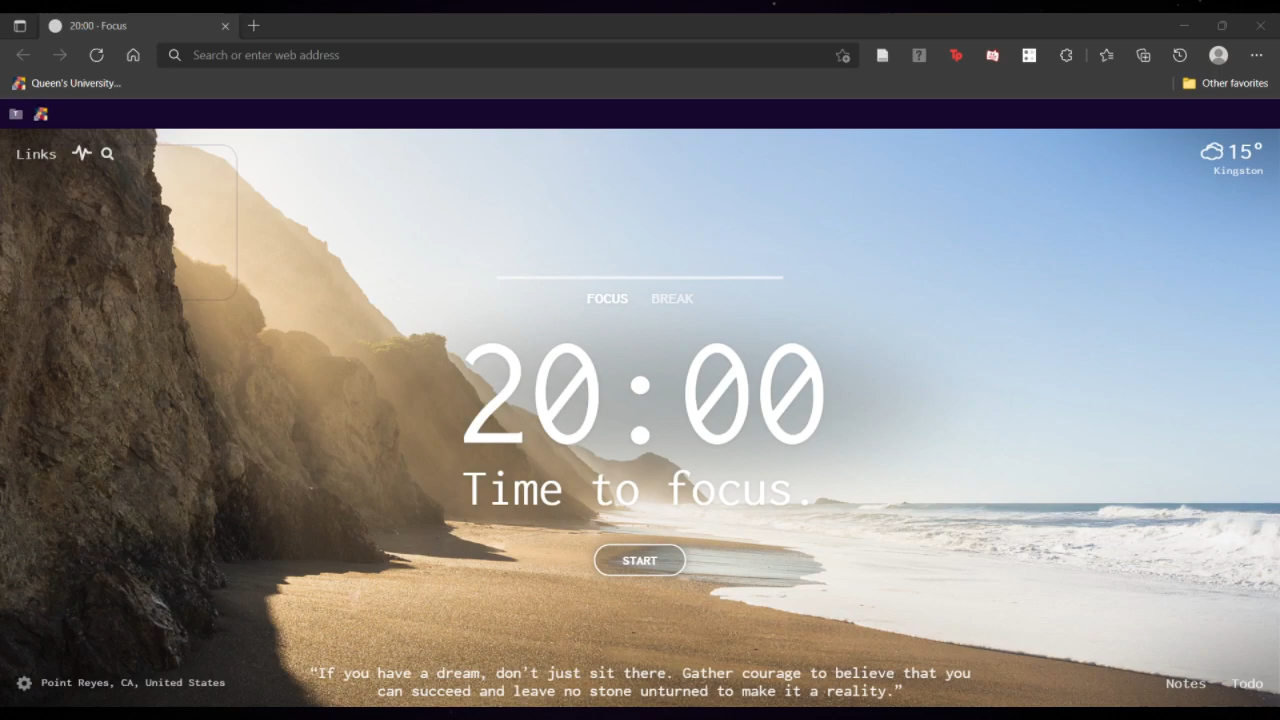 20:00 - Focus
Search or enter web address
Queen's University...
Other favorites
Links
15°
Kingston
FOCUS BREAK
20:00
Time to focus.
START
“If you have a dream, don’t just sit there. Gather courage to believe that you
can succeed and leave no stone unturned to make it a reality.”
Point Reyes, CA, United States
Notes
Todo